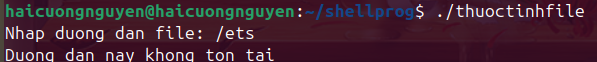 haicuongnguyen@haicuongnguyen:~/shellprog$ ./thuoctinhfile
Nhap duong dan file: /ets
Duong dan nay khong ton tai